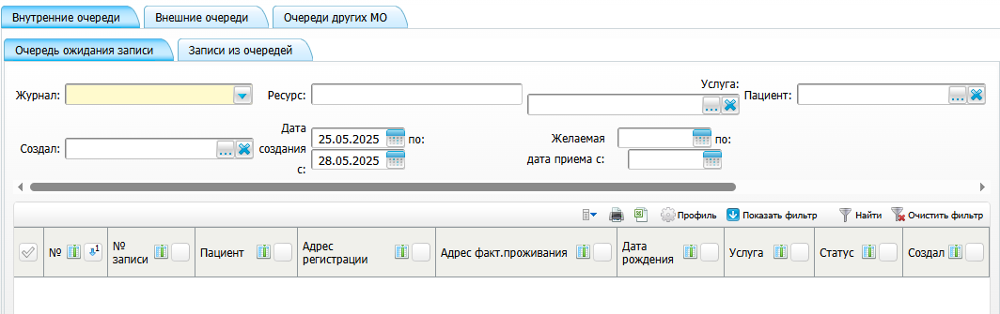 Внутренние очереди Внешние очереди Очереди других МО
Очередь ожидания записи Записи из очередей
Журнал: Ресурс: Услуга: Пациент:
...
...
Создал: ...
Дата
создания
с:
25.05.2025 по:
28.05.2025
Желаемая по:
дата приема с:
Профиль Показать фильтр Найти Очистить фильтр
№ 1
№
записи
Пациент
Адрес
регистрации
Адрес факт.проживания
Дата
рождения
Услуга
Статус
Создал